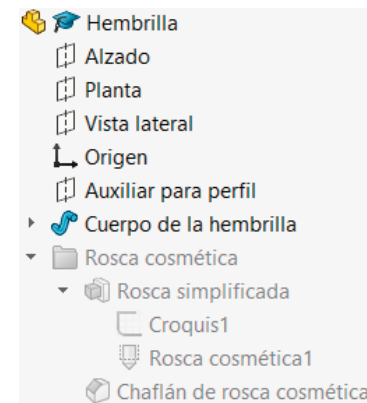 Hembrilla
Alzado
Planta
Vista lateral
Origen
Auxiliar para perfil
Cuerpo de la hembrilla
Rosca cosmética
Rosca simplificada
Croquis1
Rosca cosmética1
Chaflán de rosca cosmética